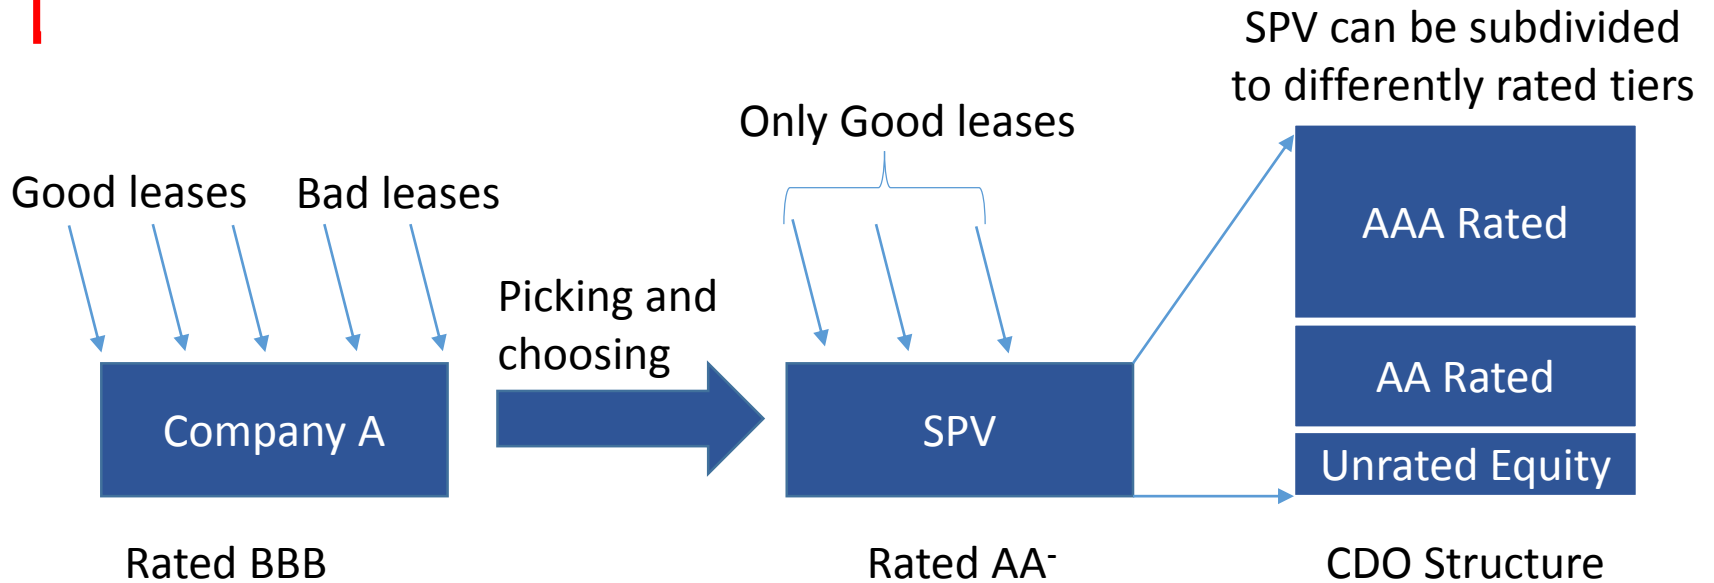 SPV can be subdivided
to differently rated tiers
Only Good leases
Good leases
Bad leases
Picking and
choosing
Company A
SPV
AAA Rated
AA Rated
Unrated Equity
Rated BBB
Rated AA-
CDO Structure